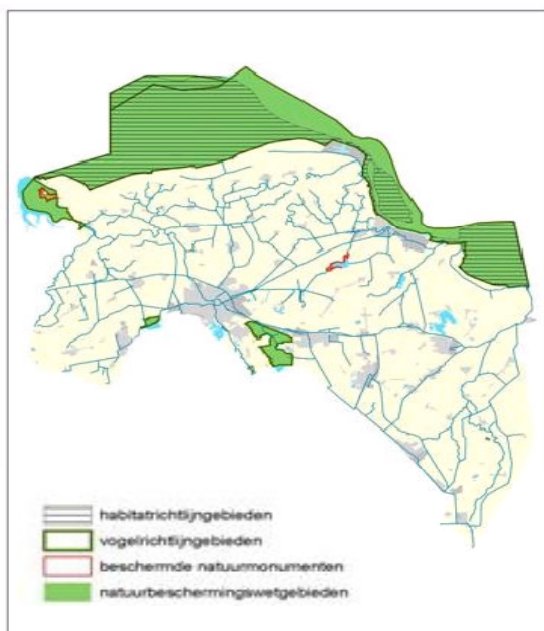 habitatrichtlijngebieden
vogelrichtlijngebieden
beschermde natuurmonumenten
natuurbeschermingswetgebieden